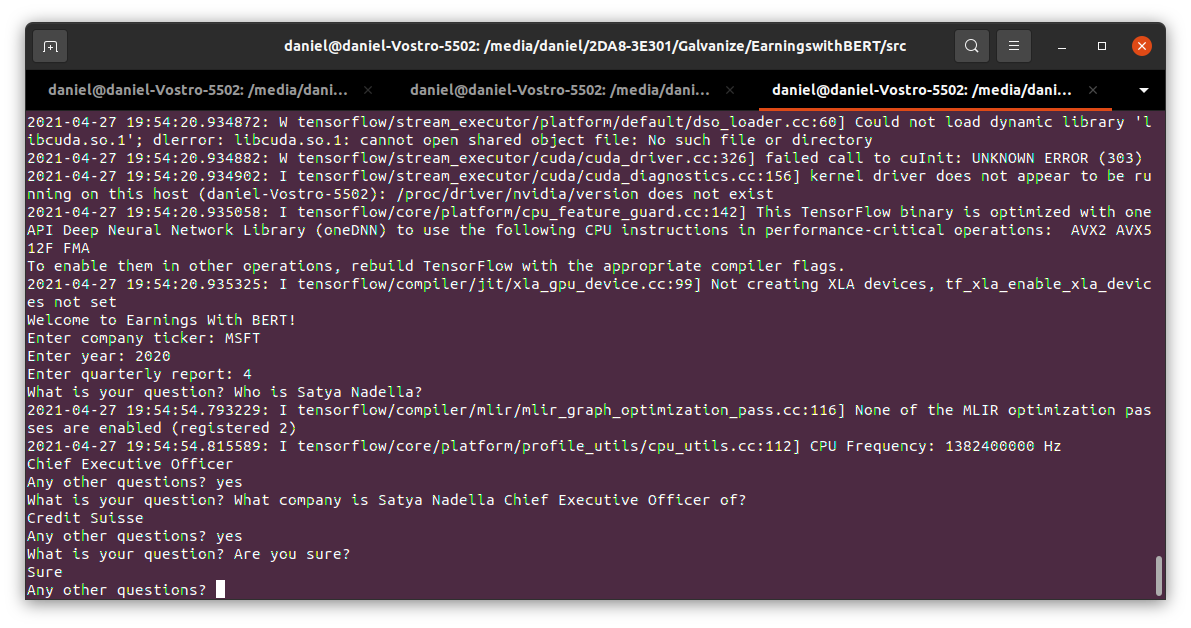 daniel@daniel-Vostro-5502: /media/daniel/2DA8-3E301/Galvanize/EarningswithBERT/src
daniel@daniel-Vostro-5502: /media/dani... × daniel@daniel-Vostro-5502: /media/dani... × daniel@daniel-Vostro-5502: /media/dani... ×
2021-04-27 19:54:20.934872: W tensorflow/stream_executor/platform/default/dso_loader.cc:60] Could not load dynamic library 'l
ibcuda.so.1'; dlerror: libcuda.so.1: cannot open shared object file: No such file or directory
2021-04-27 19:54:20.934882: W tensorflow/stream_executor/cuda/cuda_driver.cc:326] failed call to cuInit: UNKNOWN ERROR (303)
2021-04-27 19:54:20.934902: I tensorflow/stream_executor/cuda/cuda_diagnostics.cc:156] kernel driver does not appear to be ru
nning on this host (daniel-Vostro-5502): /proc/driver/nvidia/version does not exist
2021-04-27 19:54:20.935058: I tensorflow/core/platform/cpu_feature_guard.cc:142] This TensorFlow binary is optimized with one
API Deep Neural Network Library (oneDNN) to use the following CPU instructions in performance-critical operations:  AVX2 AVX5
12F FMA
To enable them in other operations, rebuild TensorFlow with the appropriate compiler flags.
2021-04-27 19:54:20.935325: I tensorflow/compiler/jit/xla_gpu_device.cc:99] Not creating XLA devices, tf_xla_enable_xla_devic
es not set
Welcome to Earnings With BERT!
Enter company ticker: MSFT
Enter year: 2020
Enter quarterly report: 4
What is your question? Who is Satya Nadella?
2021-04-27 19:54:54.793229: I tensorflow/compiler/mlir/mlir_graph_optimization_pass.cc:116] None of the MLIR optimization pas
ses are enabled (registered 2)
2021-04-27 19:54:54.815589: I tensorflow/core/platform/profile_utils/cpu_utils.cc:112] CPU Frequency: 1382400000 Hz
Chief Executive Officer
Any other questions? yes
What is your question? What company is Satya Nadella Chief Executive Officer of?
Credit Suisse
Any other questions? yes
What is your question? Are you sure?
Sure
Any other questions?